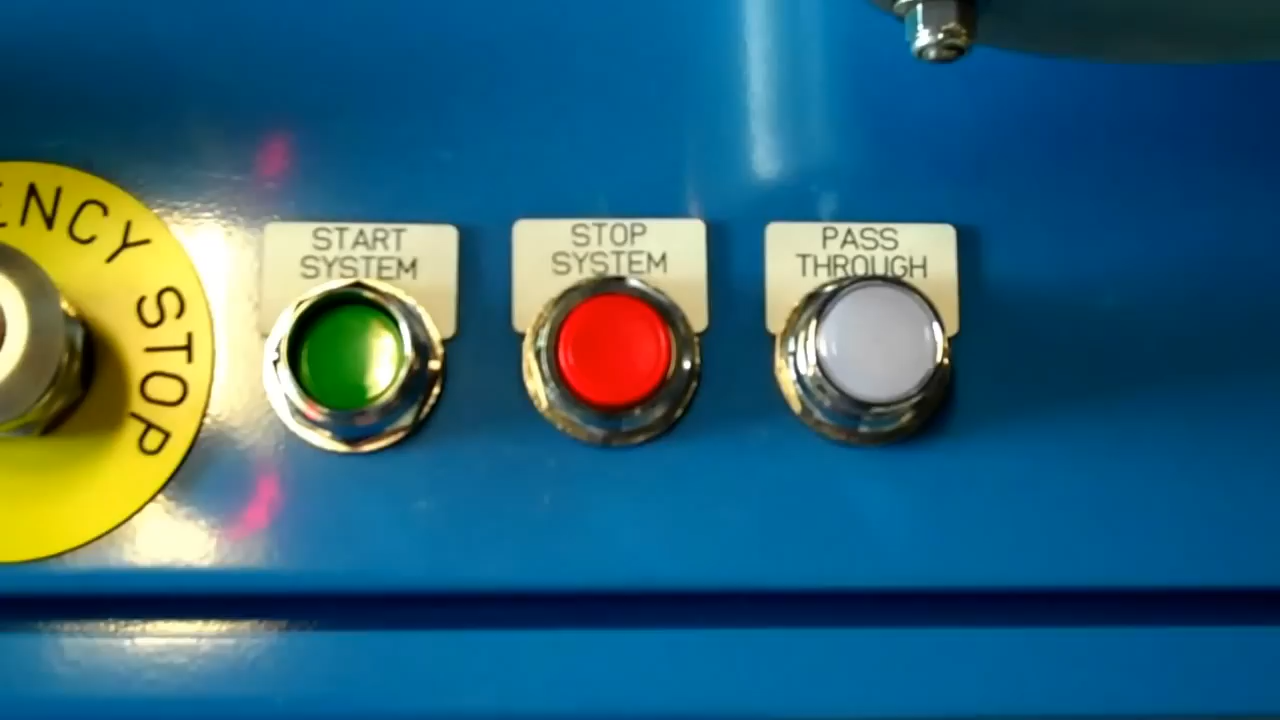 ENCY STOP
START
SYSTEM
STOP
SYSTEM
PASS
THROUGH